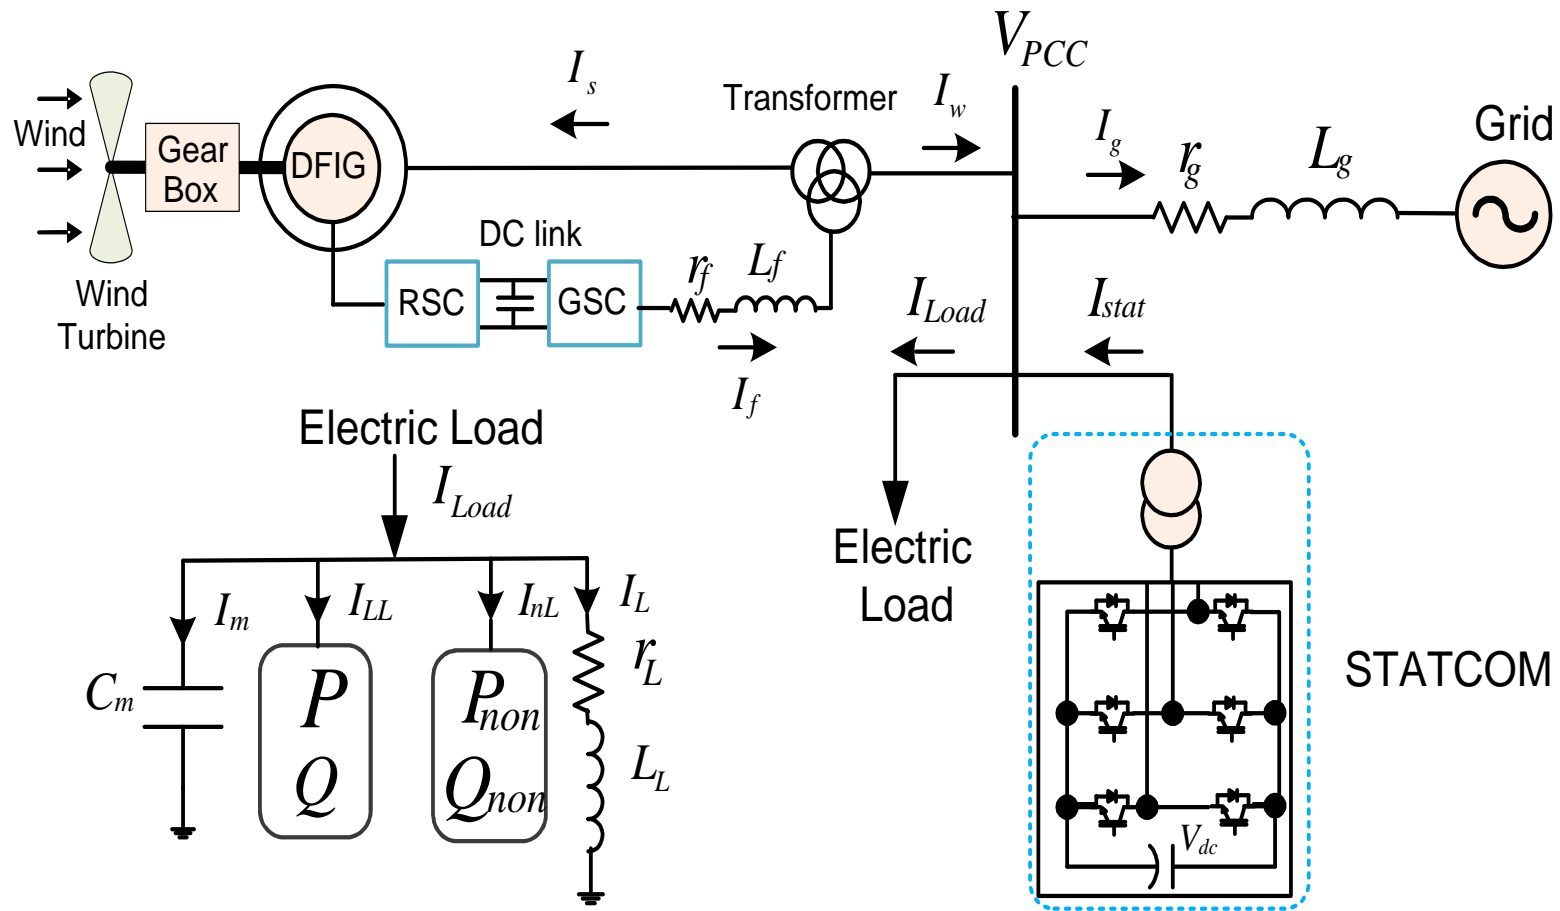 V_PCC
I_s
Transformer
I_w
I_g
r_g
L_g
Grid
Wind
Gear
Box
DFIG
DC link
RSC
GSC
r_f
L_f
I_f
Wind
Turbine
I_Load
I_stat
Electric Load
I_Load
Electric
Load
I_m
I_LL
I_nL
I_L
C_m
P
Q
P_non
Q_non
r_L
L_L
STATCOM
V_dc